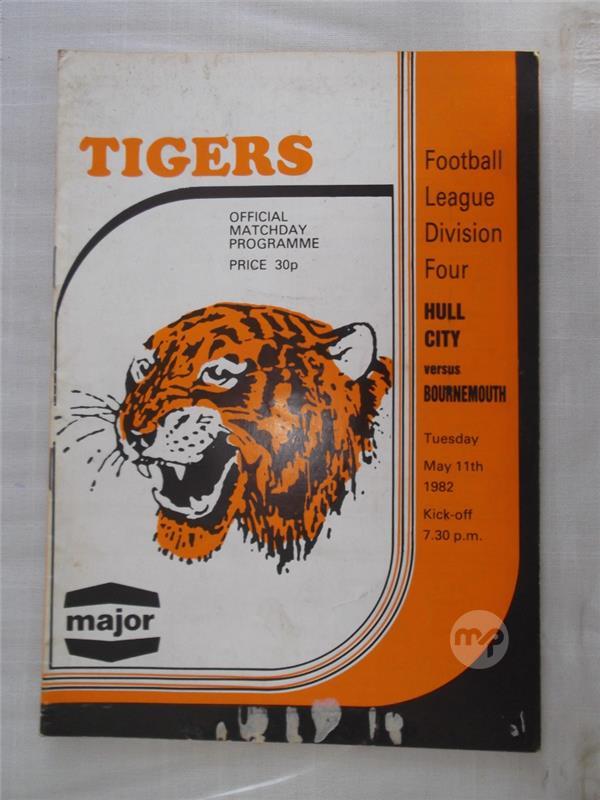 TIGERS
OFFICIAL
MATCHDAY
PROGRAMME
PRICE 30p
major
Football
League
Division
Four
HULL
CITY
versus
BOURNEMOUTH
Tuesday
May 11th
1982
Kick-off
7.30 p.m.
mp